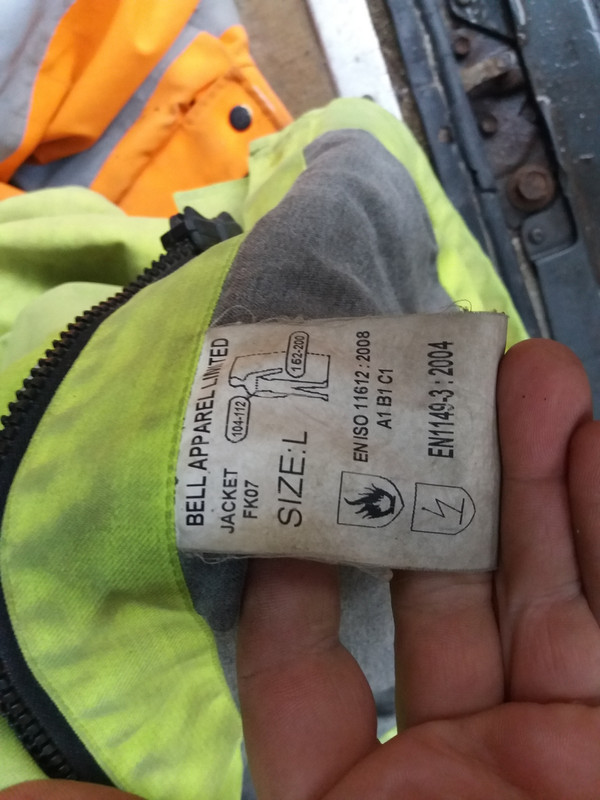 BELL APPAREL LIMITED
JACKET
FK07
SIZE: L
104-112
162-200
EN ISO 11612 : 2008
A1 B1 C1
EN1149-3 : 2004